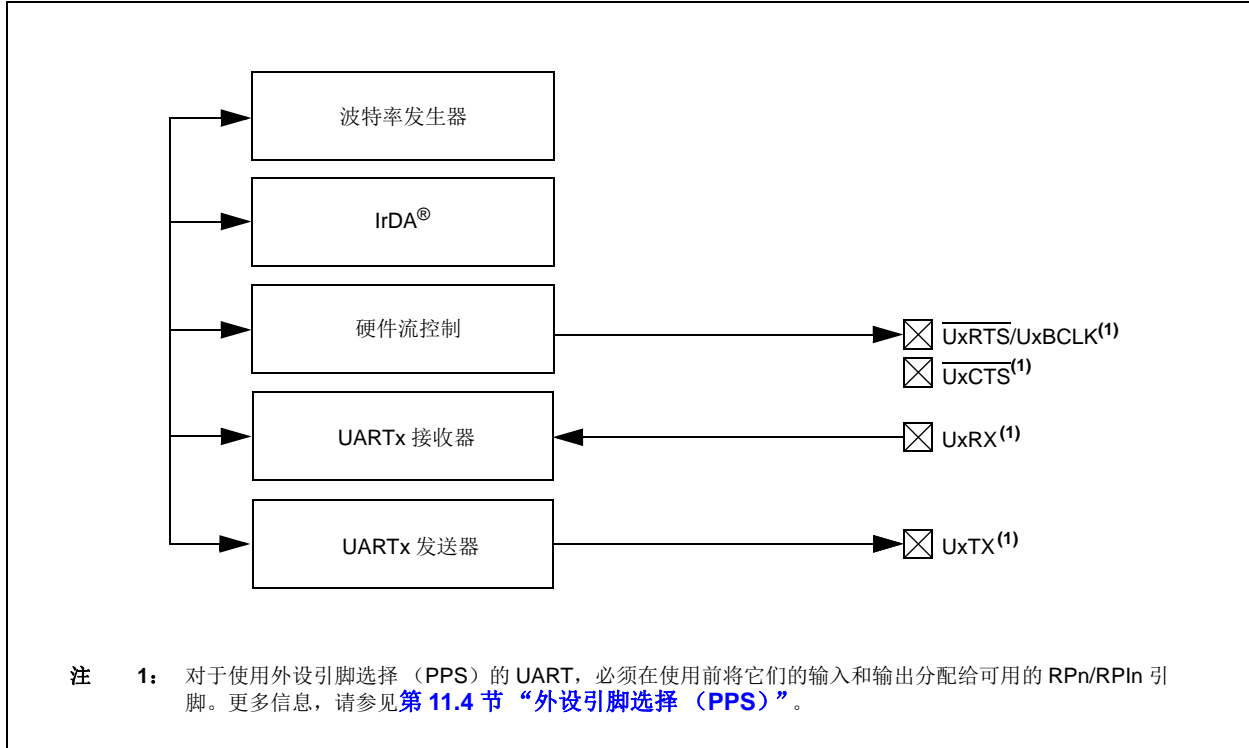 波特率发生器
IrDA®
硬件流控制
UxRTS/UxBCLK(1)
UxCTS(1)
UARTx 接收器
UxRX(1)
UARTx 发送器
UxTX(1)
注 1： 对于使用外设引脚选择 （PPS）的 UART，必须在使用前将它们的输入和输出分配给可用的 RPn/RPIn 引
脚。更多信息，请参见第 11.4 节 “外设引脚选择 （PPS）”。